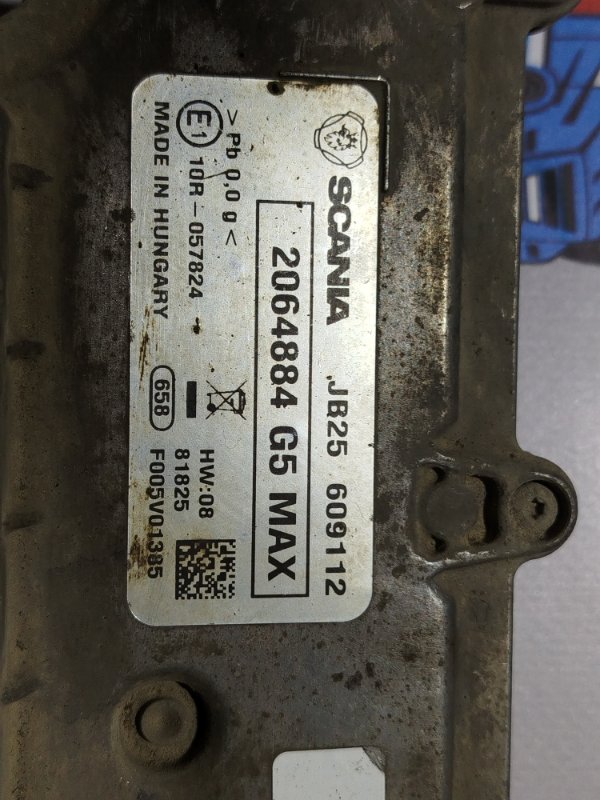 SCANIA JB25 609112
2064884 G5 MAX
>Pb 0,0 g<
HW:08
E1 10R-057824
81825
MADE IN HUNGARY
658
F005V01385